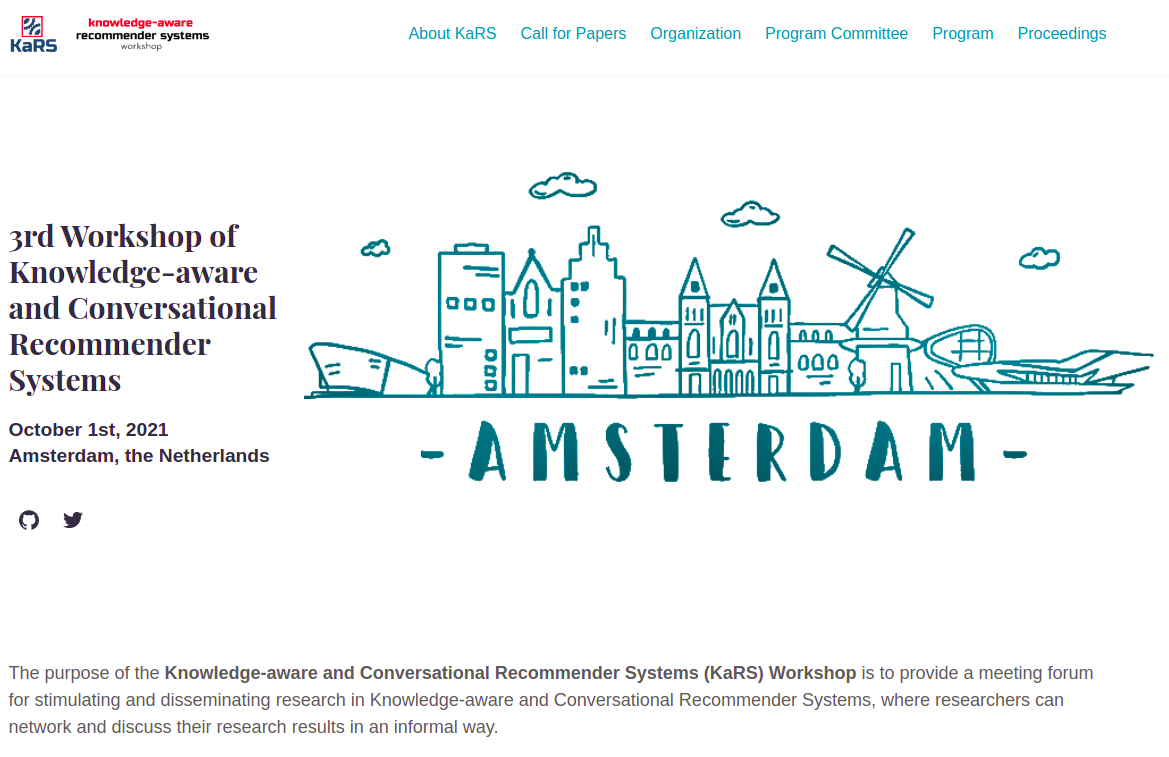 KaRS
knowledge-aware
recommender systems
workshop
About KaRS Call for Papers Organization Program Committee Program Proceedings
3rd Workshop of
Knowledge-aware
and Conversational
Recommender
Systems
October 1st, 2021
Amsterdam, the Netherlands
- AMSTERDAM -
The purpose of the Knowledge-aware and Conversational Recommender Systems (KaRS) Workshop is to provide a meeting forum
for stimulating and disseminating research in Knowledge-aware and Conversational Recommender Systems, where researchers can
network and discuss their research results in an informal way.